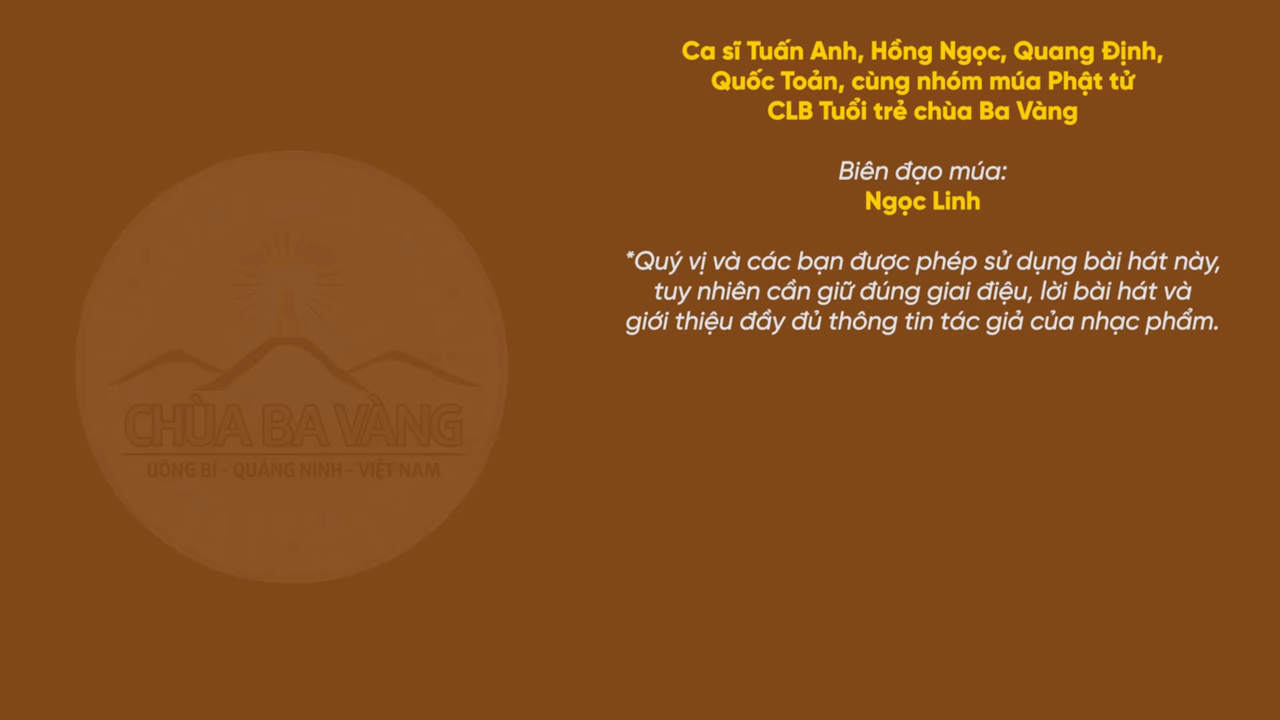 Ca sĩ Tuấn Anh, Hồng Ngọc, Quang Định,
Quốc Toản, cùng nhóm múa Phật tử
CLB Tuổi trẻ chùa Ba Vàng
Biên đạo múa:
Ngọc Linh
*Quý vị và các bạn được phép sử dụng bài hát này,
tuy nhiên cần giữ đúng giai điệu, lời bài hát và
giới thiệu đầy đủ thông tin tác giả của nhạc phẩm.
CHÙA BA VÀNG
UÔNG BÍ - QUẢNG NINH - VIỆT NAM